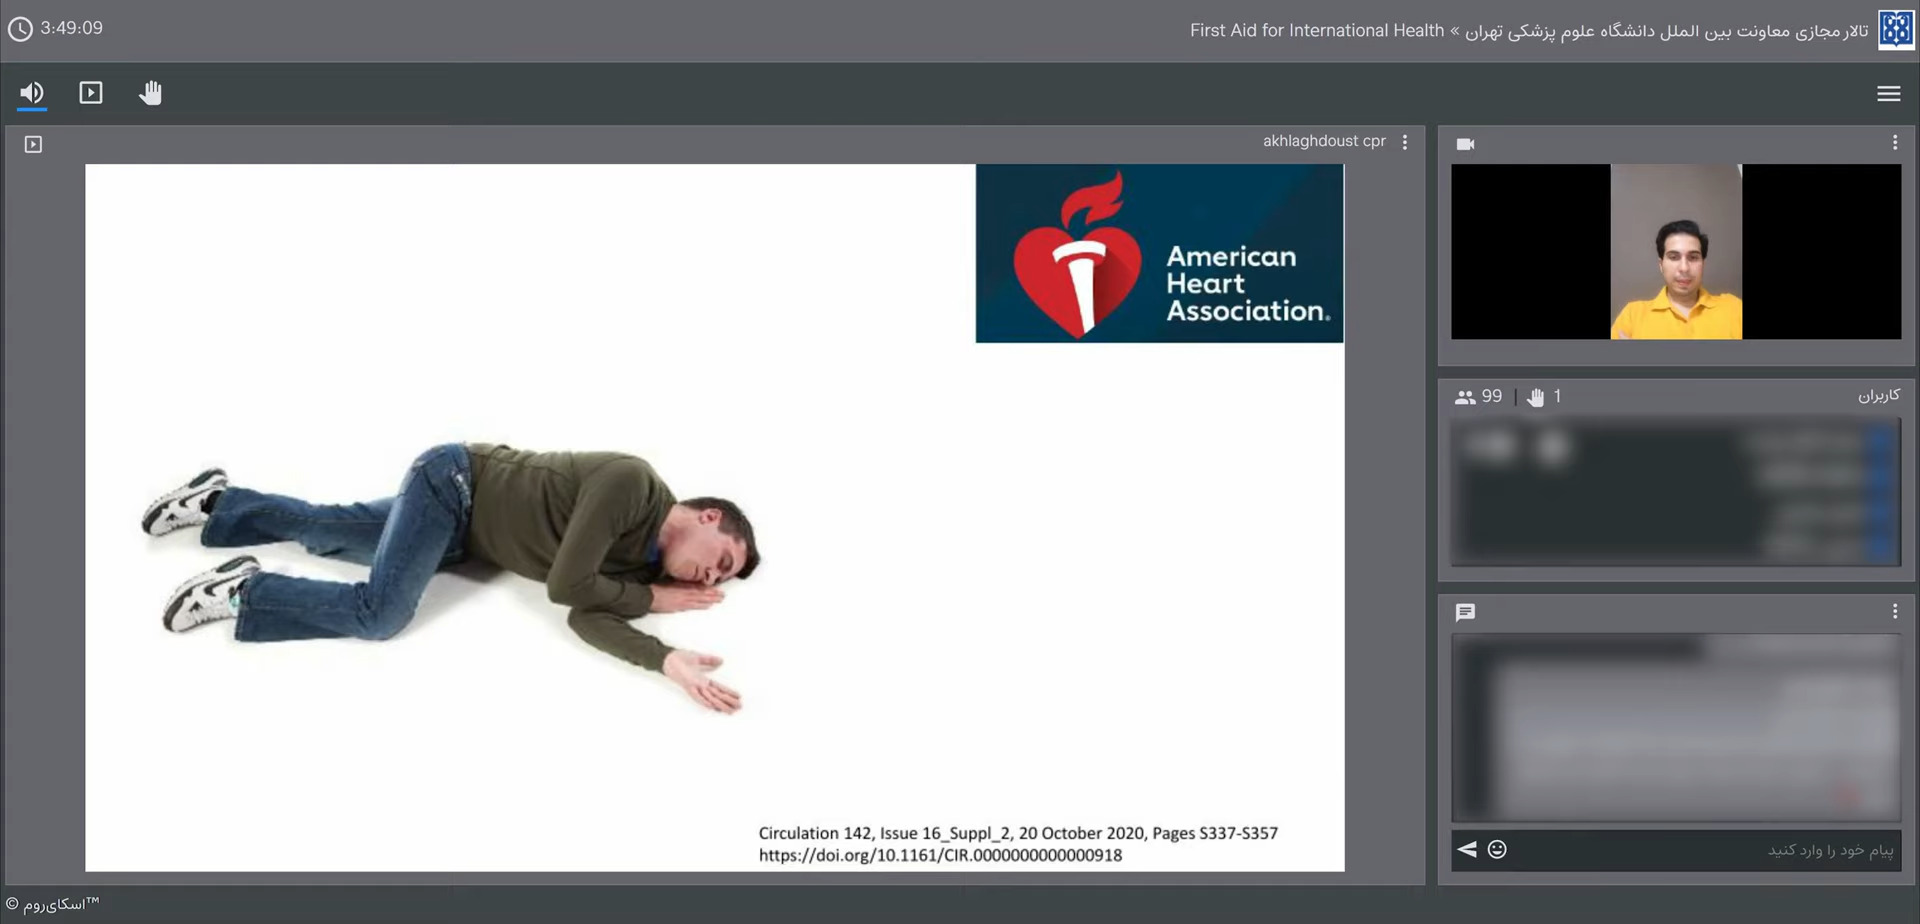 3:49:09
تالار مجازی معاونت بین الملل دانشگاه علوم پزشکی تهران » First Aid for International Health
akhlaghdoust cpr
American
Heart
Association.
Circulation 142, Issue 16_Suppl_2, 20 October 2020, Pages S337-S357
https://doi.org/10.1161/CIR.0000000000000918
99 | 1
کاربران
پیام خود را وارد کنید
© اسکای‌روم™